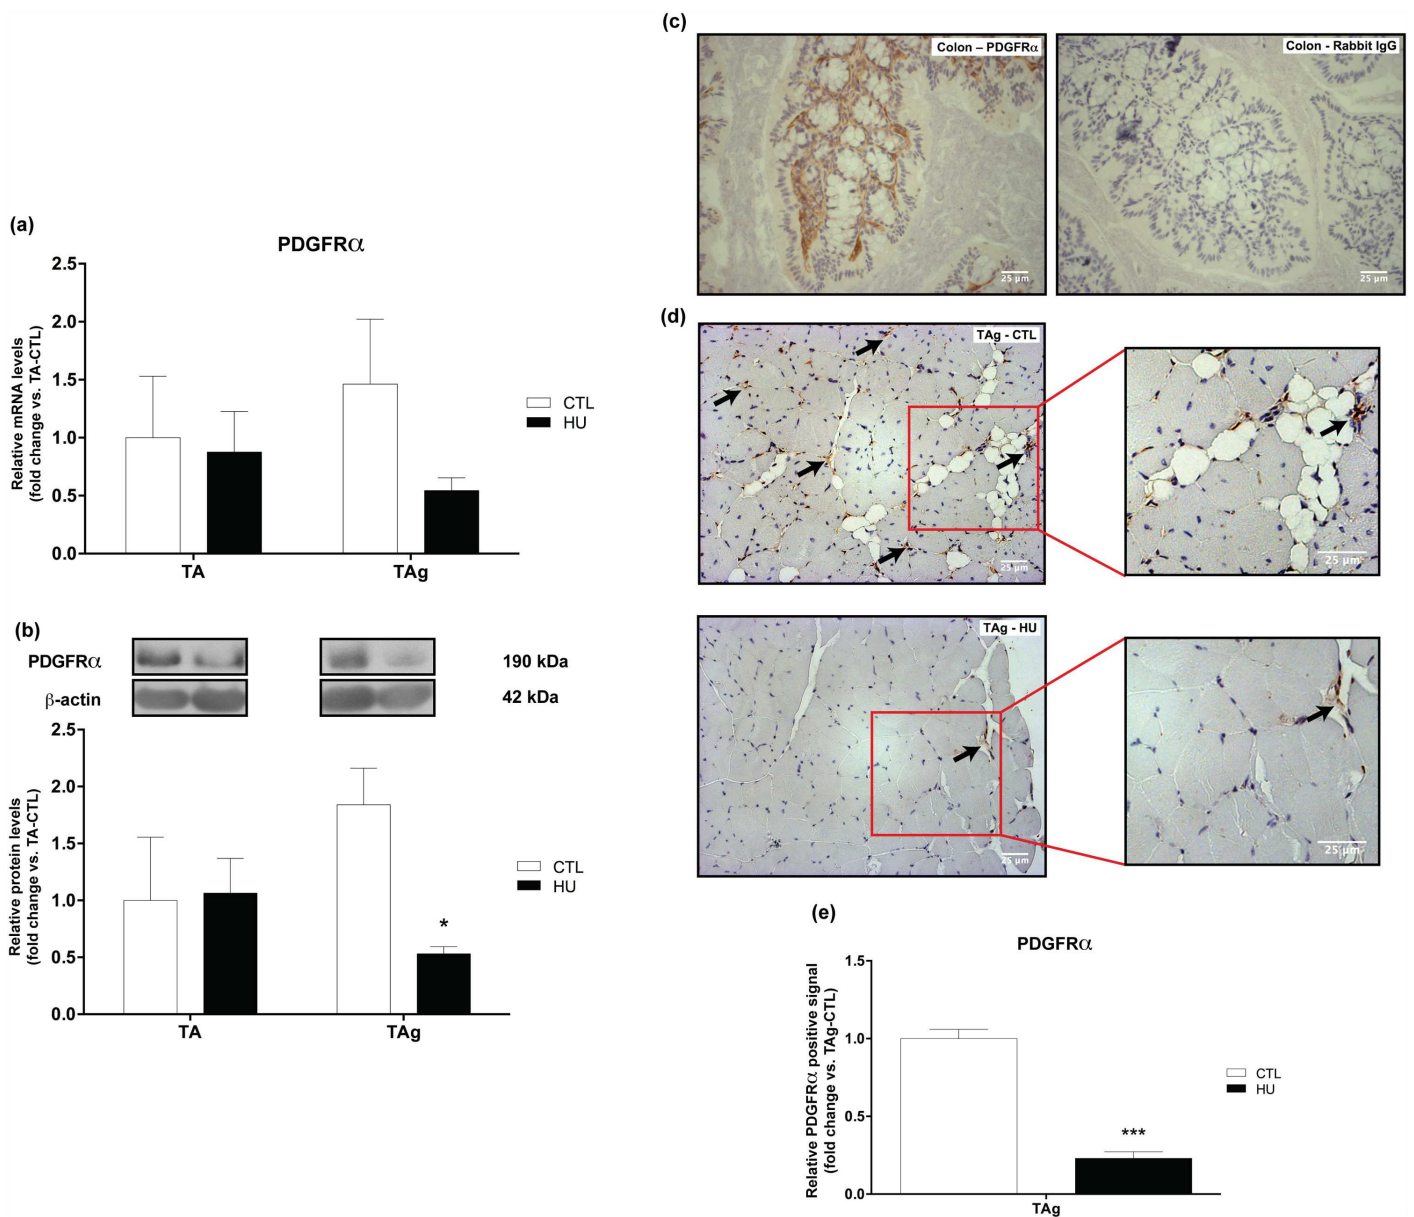 (a)
PDGFRα
Relative mRNA levels
(fold change vs. TA-CTL)
2.5
2.0
1.5
1.0
0.5
0.0
TA
TAg
CTL
HU
(b)
PDGFRα
190 kDa
β-actin
42 kDa
Relative protein levels
(fold change vs. TA-CTL)
2.5
2.0
1.5
1.0
0.5
0.0
*
TA
TAg
CTL
HU
(c)
Colon – PDGFRα
25 µm
Colon - Rabbit IgG
25 µm
(d)
TAg - CTL
25 µm
25 µm
TAg - HU
25 µm
25 µm
(e)
PDGFRα
Relative PDGFRα positive signal
(fold change vs. TAg-CTL)
1.5
1.0
0.5
0.0
***
TAg
CTL
HU